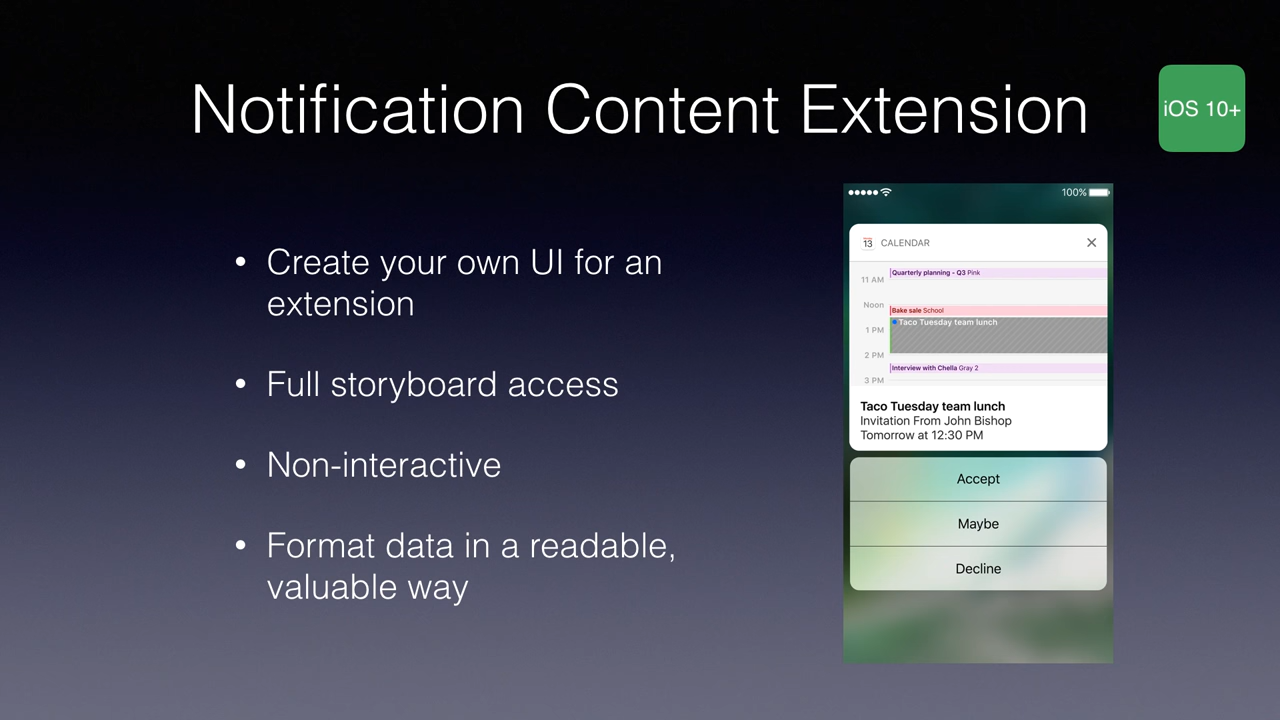 Notification Content Extension
iOS 10+
• Create your own UI for an
extension
• Full storyboard access
• Non-interactive
• Format data in a readable,
valuable way
100%
13 CALENDAR
Quarterly planning - Q3 Pink
11 AM
Noon
Bake sale School
Taco Tuesday team lunch
1 PM
2 PM
Interview with Chella Gray 2
3 PM
Taco Tuesday team lunch
Invitation From John Bishop
Tomorrow at 12:30 PM
Accept
Maybe
Decline